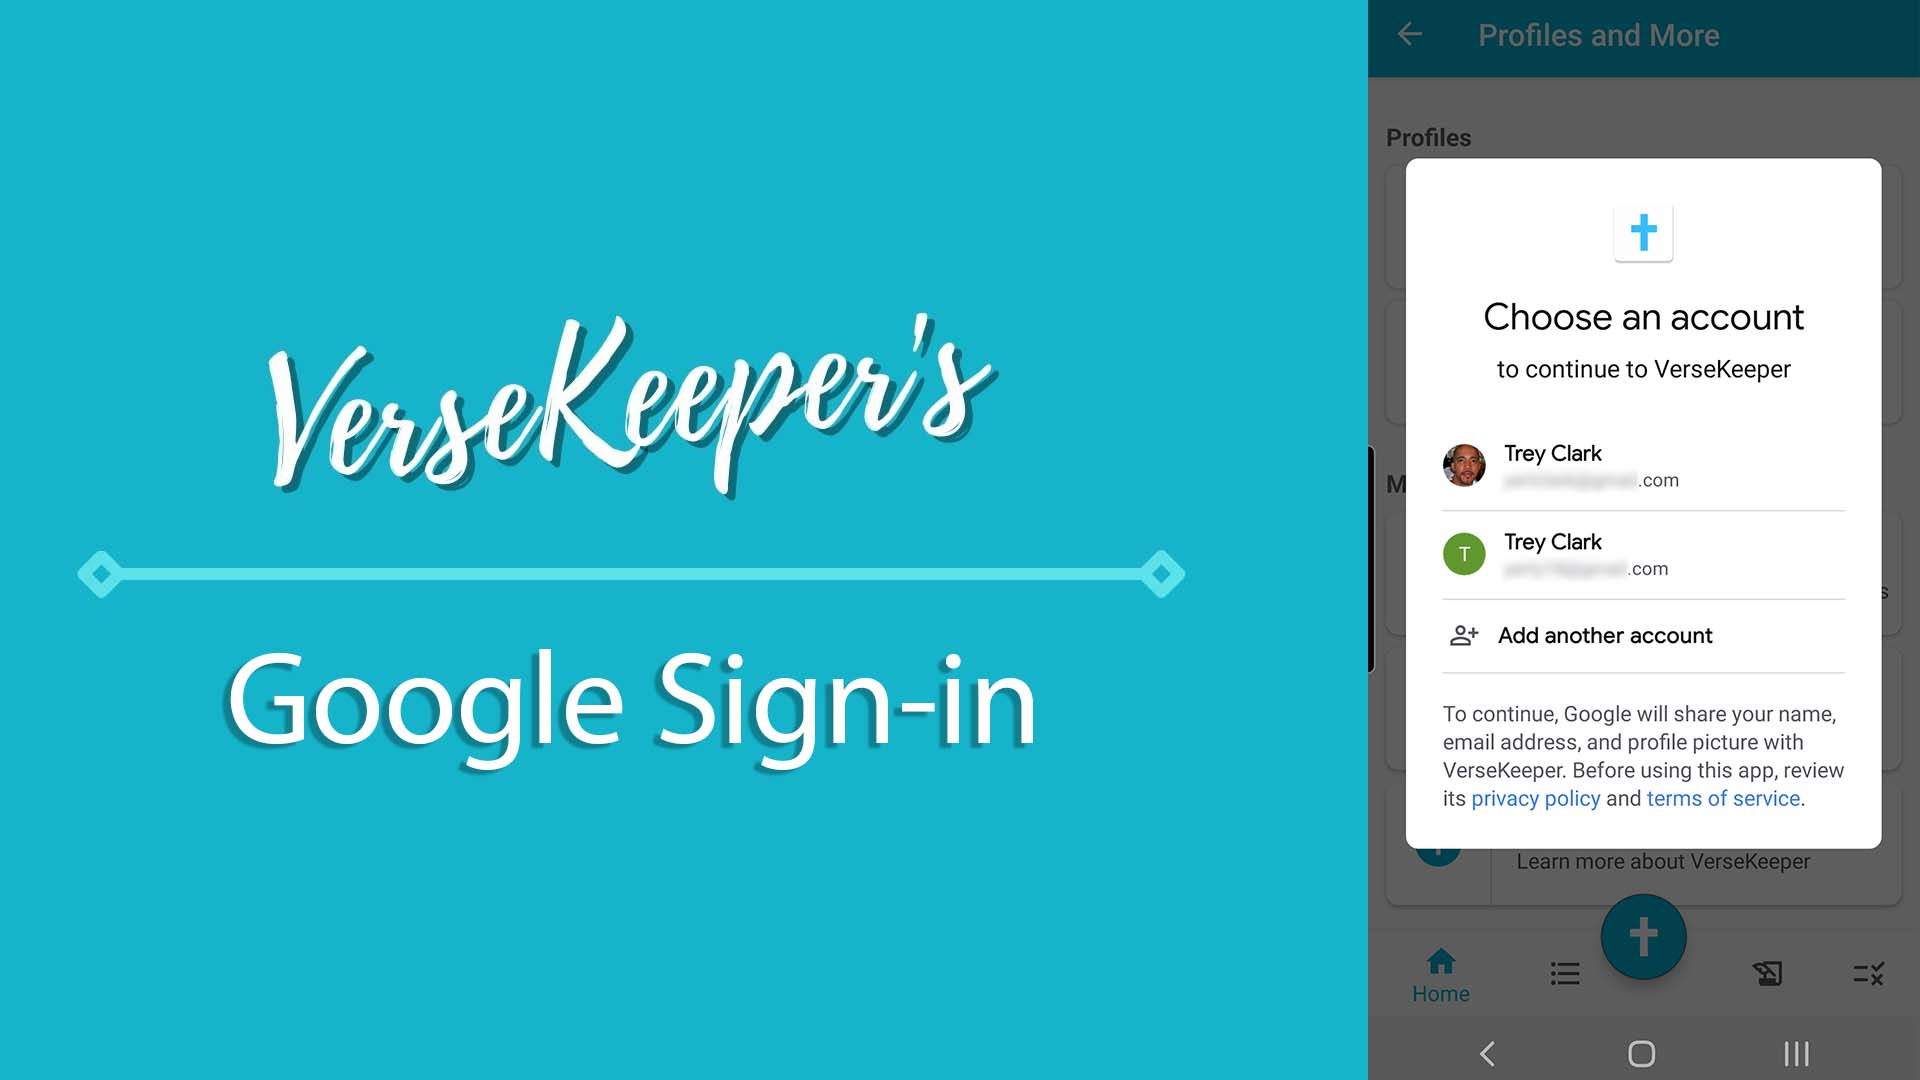 VerseKeeper's
Google Sign-in
Profiles and More
Profiles
Choose an account
to continue to VerseKeeper
Trey Clark
.com
T
Trey Clark
.com
Add another account
To continue, Google will share your name,
email address, and profile picture with
VerseKeeper. Before using this app, review
its privacy policy and terms of service.
Learn more about VerseKeeper
Home